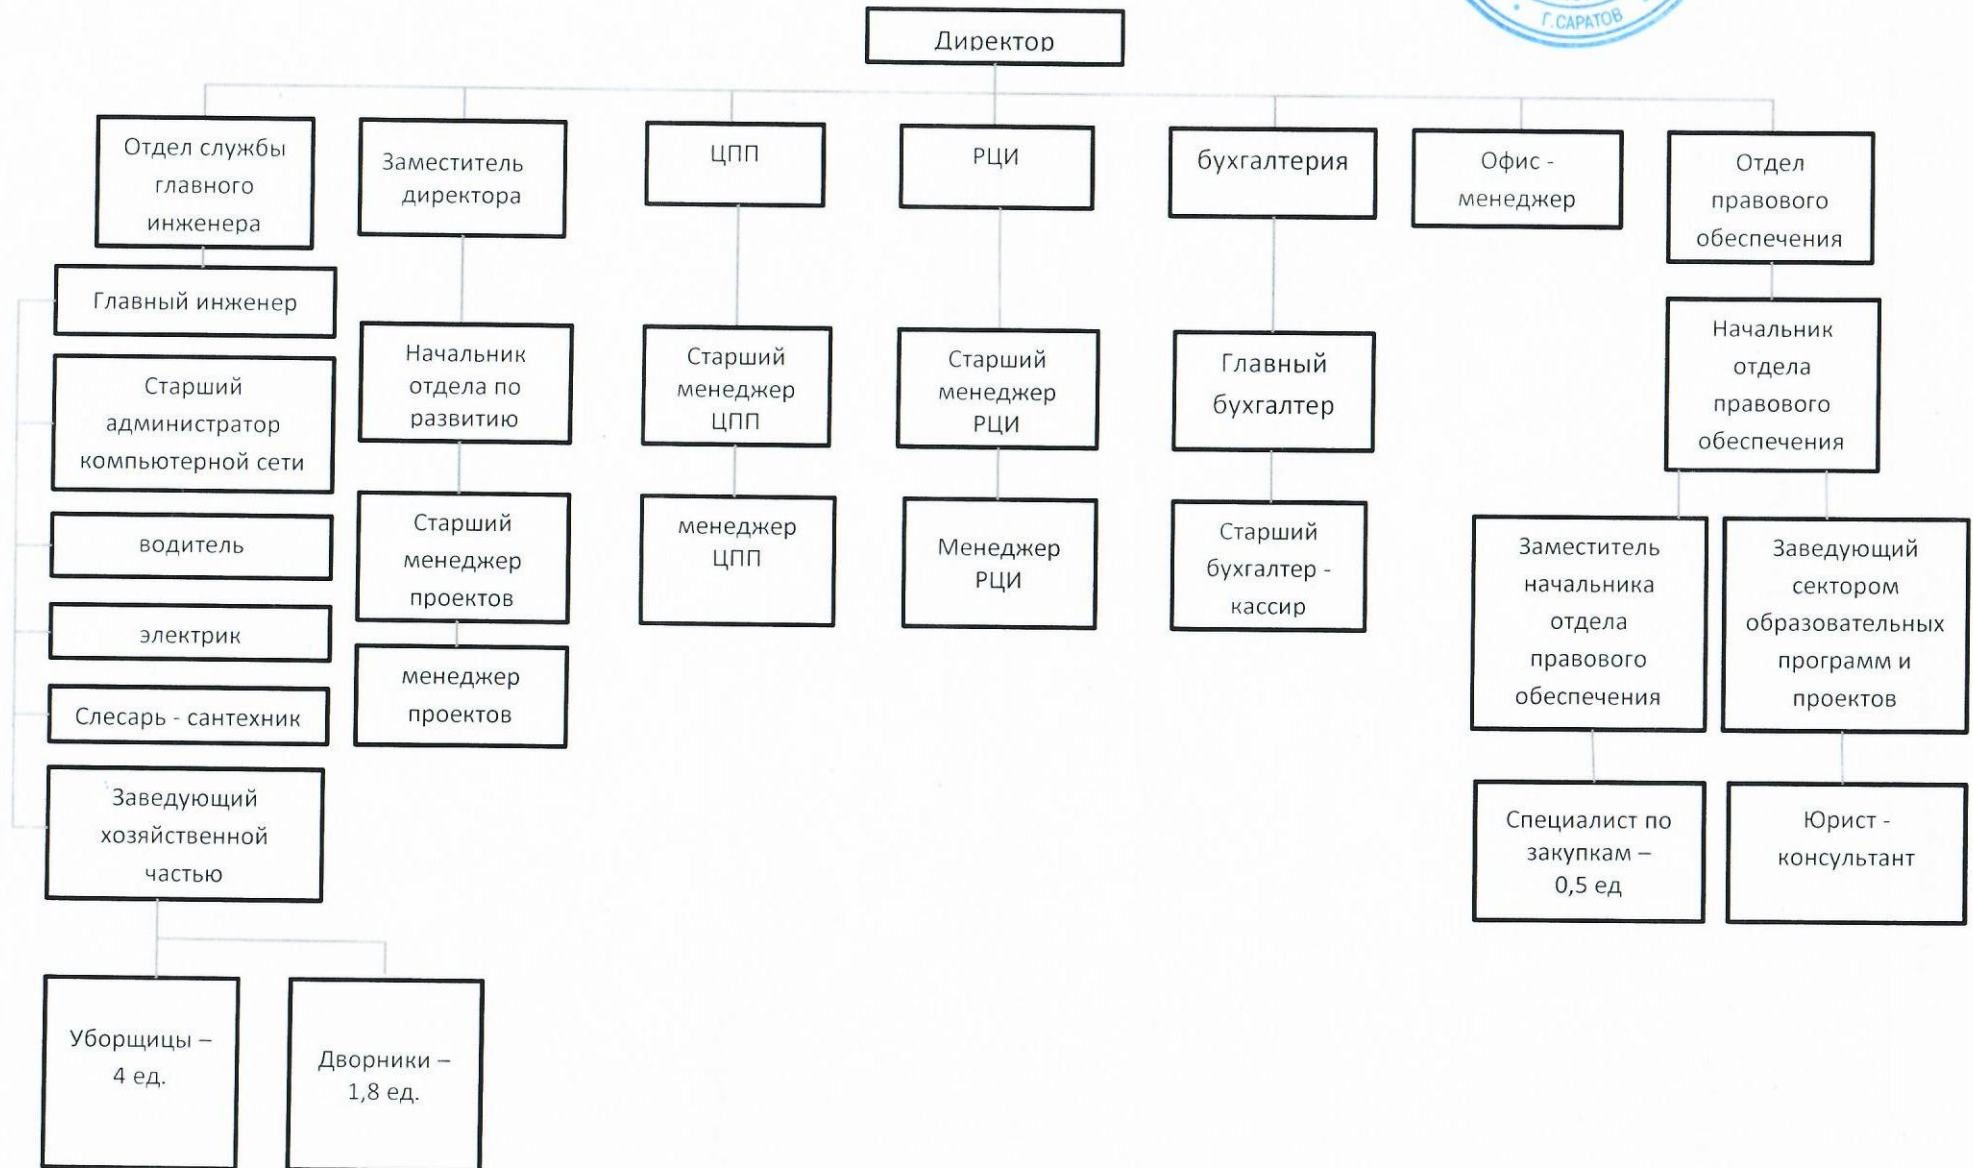 Г.САРАТОВ
Директор
Отдел службы
главного
инженера
Заместитель
директора
ЦПП
РЦИ
бухгалтерия
Офис -
менеджер
Отдел
правового
обеспечения
Главный инженер
Старший
администратор
компьютерной сети
водитель
электрик
Слесарь - сантехник
Заведующий
хозяйственной
частью
Уборщицы –
4 ед.
Дворники –
1,8 ед.
Начальник
отдела по
развитию
Старший
менеджер
проектов
менеджер
проектов
Старший
менеджер
ЦПП
менеджер
ЦПП
Старший
менеджер
РЦИ
Менеджер
РЦИ
Главный
бухгалтер
Старший
бухгалтер -
кассир
Начальник
отдела
правового
обеспечения
Заместитель
начальника
отдела
правового
обеспечения
Заведующий
сектором
образовательных
программ и
проектов
Специалист по
закупкам –
0,5 ед
Юрист -
консультант